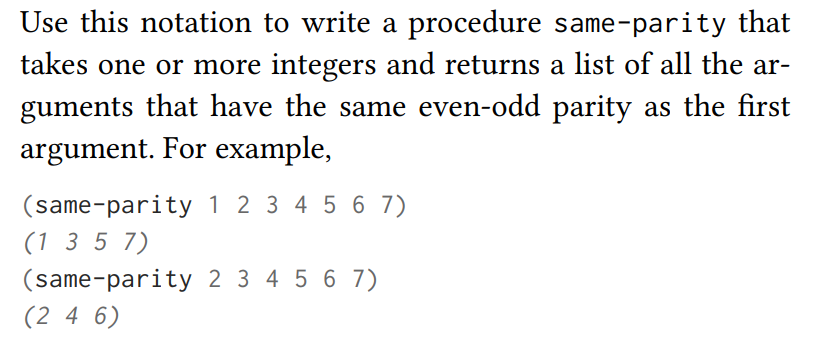 Use this notation to write a procedure same-parity that
takes one or more integers and returns a list of all the ar-
guments that have the same even-odd parity as the first
argument. For example,
(same-parity 1 2 3 4 5 6 7)
(1 3 5 7)
(same-parity 2 3 4 5 6 7)
(2 4 6)